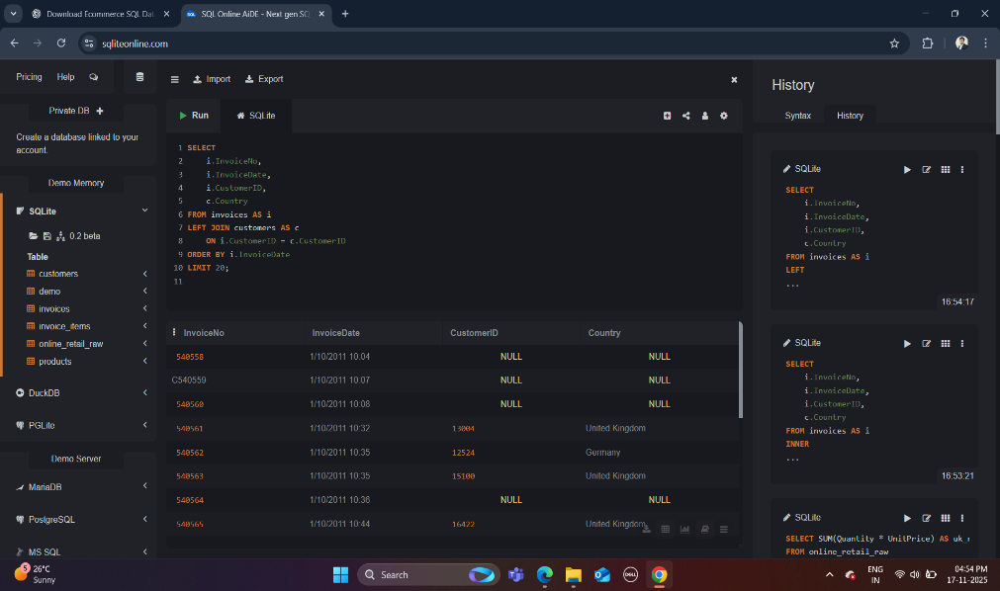 Download Ecommerce SQL Dat
SQL Online AiDE - Next gen SQ
sqliteonline.com
Pricing
Help
Import
Export
Private DB
Create a database linked to your
account.
Demo Memory
SQLite
0.2 beta
Table
customers
demo
invoices
invoice_items
online_retail_raw
products
DuckDB
PGLite
Demo Server
MariaDB
PostgreSQL
MS SQL
Run
SQLite
1 SELECT
2 i.InvoiceNo,
3 i.InvoiceDate,
4 i.CustomerID,
5 c.Country
6 FROM invoices AS i
7 LEFT JOIN customers AS c
8 ON i.CustomerID = c.CustomerID
9 ORDER BY i.InvoiceDate
10 LIMIT 20;
11
InvoiceNo InvoiceDate CustomerID Country
540558 1/10/2011 10:04 NULL NULL
C540559 1/10/2011 10:07 NULL NULL
540560 1/10/2011 10:08 NULL NULL
540561 1/10/2011 10:32 13004 United Kingdom
540562 1/10/2011 10:35 12524 Germany
540563 1/10/2011 10:35 15100 United Kingdom
540564 1/10/2011 10:36 NULL NULL
540565 1/10/2011 10:44 16422 United Kingdom
History
Syntax
History
SQLite
SELECT
i.InvoiceNo,
i.InvoiceDate,
i.CustomerID,
c.Country
FROM invoices AS i
LEFT
...
16:54:17
SQLite
SELECT
i.InvoiceNo,
i.InvoiceDate,
i.CustomerID,
c.Country
FROM invoices AS i
INNER
...
16:53:21
SQLite
SELECT SUM(Quantity * UnitPrice) AS uk_r
FROM online_retail_raw
5
26°C
Sunny
Search
DELL
ENG
IN
04:54 PM
17-11-2025